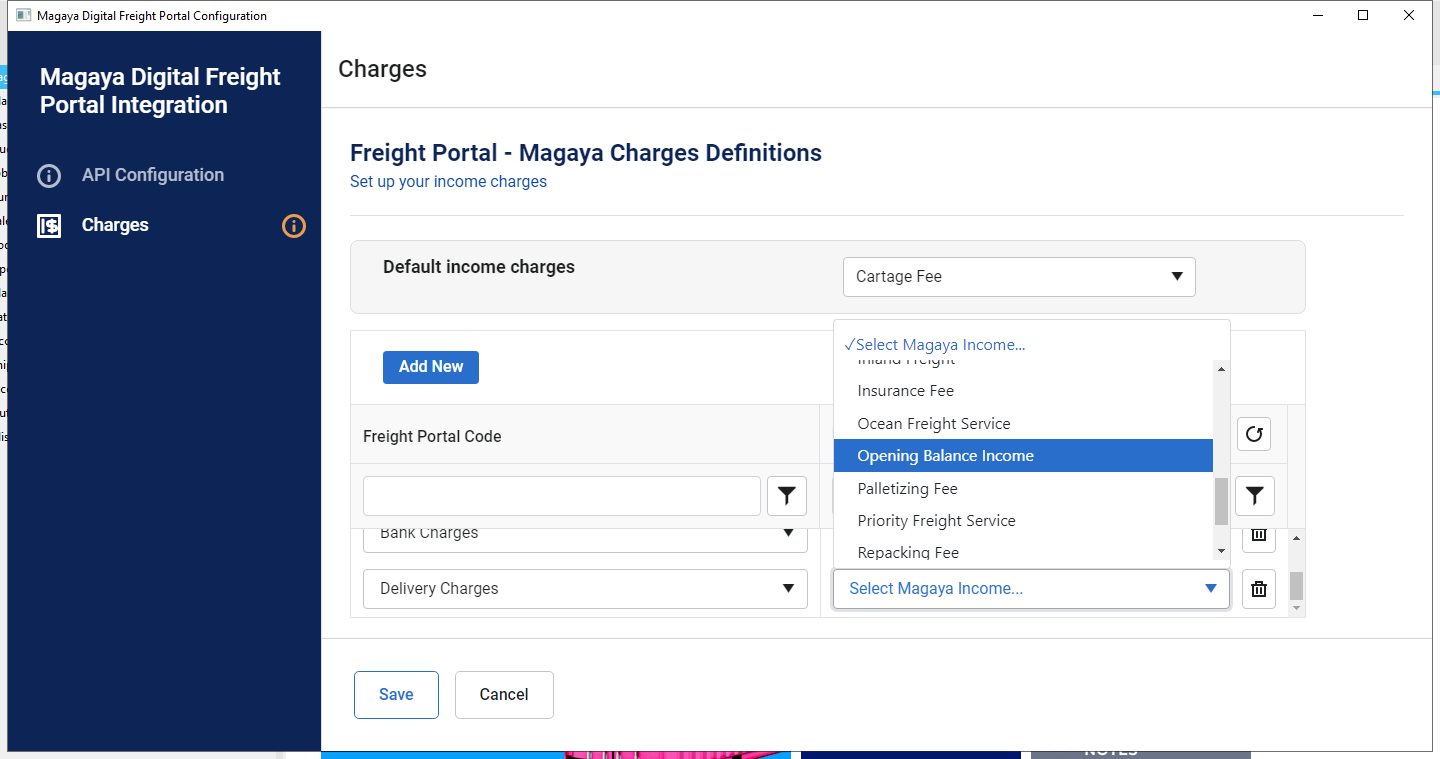 Magaya Digital Freight Portal Configuration
Magaya Digital Freight
Portal Integration
API Configuration
Charges
Charges
Freight Portal - Magaya Charges Definitions
Set up your income charges
Default income charges
Cartage Fee
Add New
✓Select Magaya Income...
Inland Freight
Insurance Fee
Ocean Freight Service
Opening Balance Income
Palletizing Fee
Priority Freight Service
Repacking Fee
Freight Portal Code
Bank Charges
Delivery Charges
Select Magaya Income...
Save
Cancel
NOTES